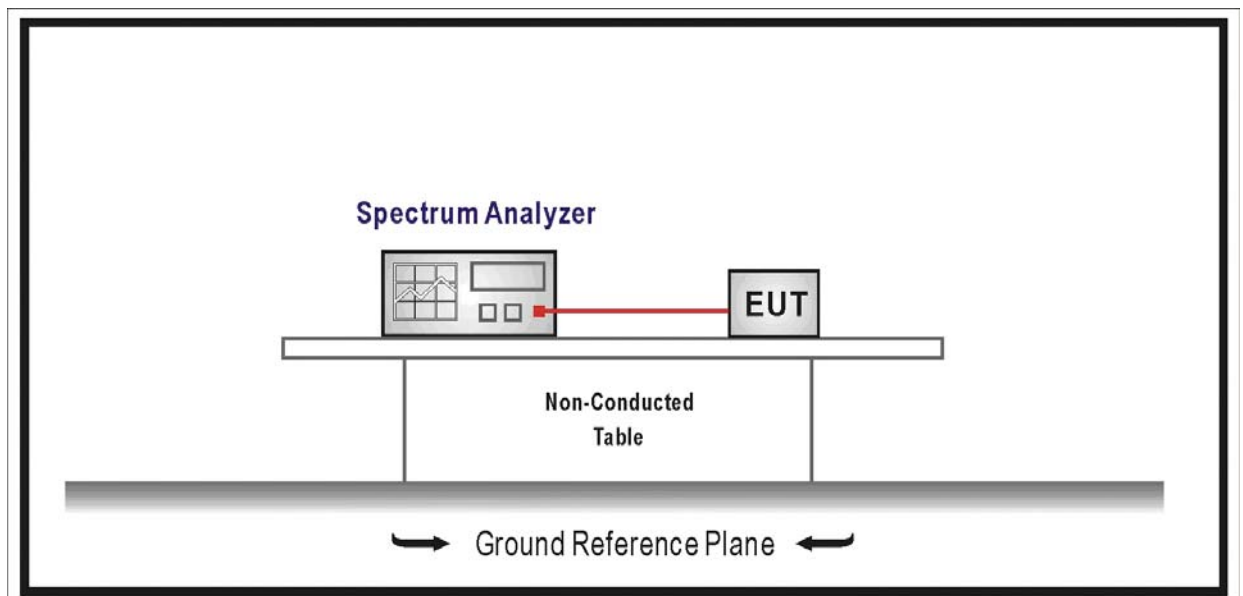 Spectrum Analyzer
EUT
Non-Conducted
Table
Ground Reference Plane